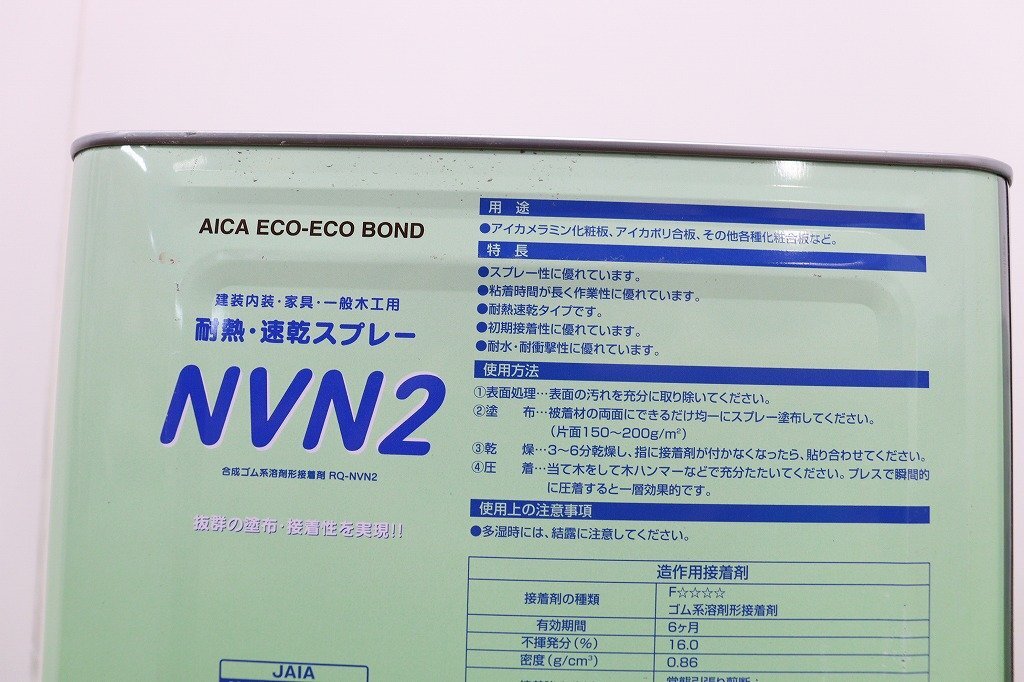 AICA ECO-ECO BOND
建装内装・家具・一般木工用
耐熱・速乾スプレー
NVN2
合成ゴム系溶剤形接着剤 RQ-NVN2
抜群の塗布・接着性を実現!!
JAIA
用 途
●アイカメラミン化粧板、アイカポリ合板、その他各種化粧合板など。
特 長
●スプレー性に優れています。
●粘着時間が長く作業性に優れています。
●耐熱速乾タイプです。
●初期接着性に優れています。
●耐水・耐衝撃性に優れています。
使用方法
①表面処理…表面の汚れを充分に取り除いてください。
②塗 布…被着材の両面にできるだけ均一にスプレー塗布してください。
（片面150～200g/m²）
③乾 燥…3～6分乾燥し、指に接着剤が付かなくなったら、貼り合わせてください。
④圧 着…当て木をして木ハンマーなどで充分たたいてください。プレスで瞬間的
に圧着すると一層効果的です。
使用上の注意事項
●多湿時には、結露に注意してください。
造作用接着剤
接着剤の種類 F☆☆☆☆
ゴム系溶剤形接着剤
有効期間 6ヶ月
不揮発分（％） 16.0
密度（g/cm³） 0.86